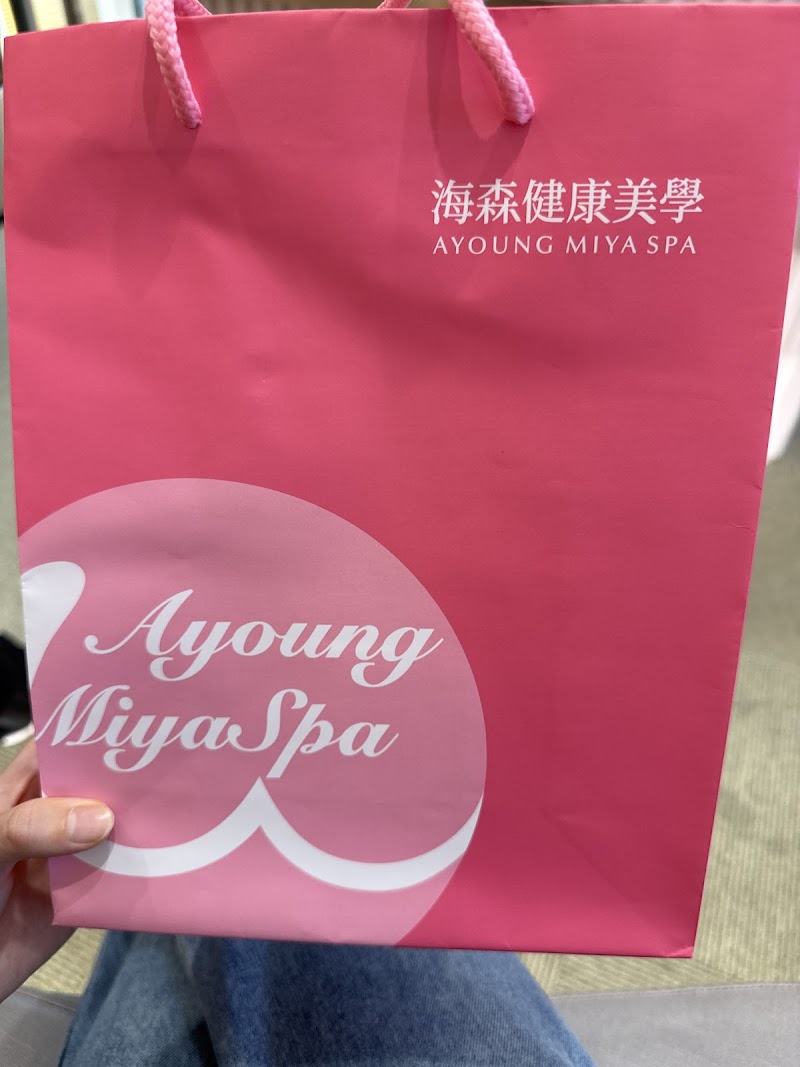 海森健康美學
AYOUNG MIYA SPA
Ayoung
MiyaSpa